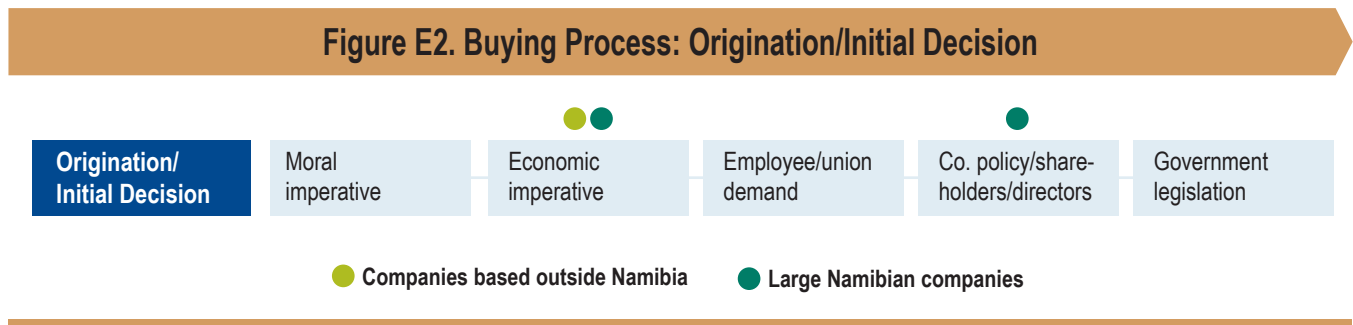 Figure E2. Buying Process: Origination/Initial Decision
Origination/
Initial Decision
Moral
imperative
Economic
imperative
Employee/union
demand
Co. policy/share-
holders/directors
Government
legislation
Companies based outside Namibia
Large Namibian companies